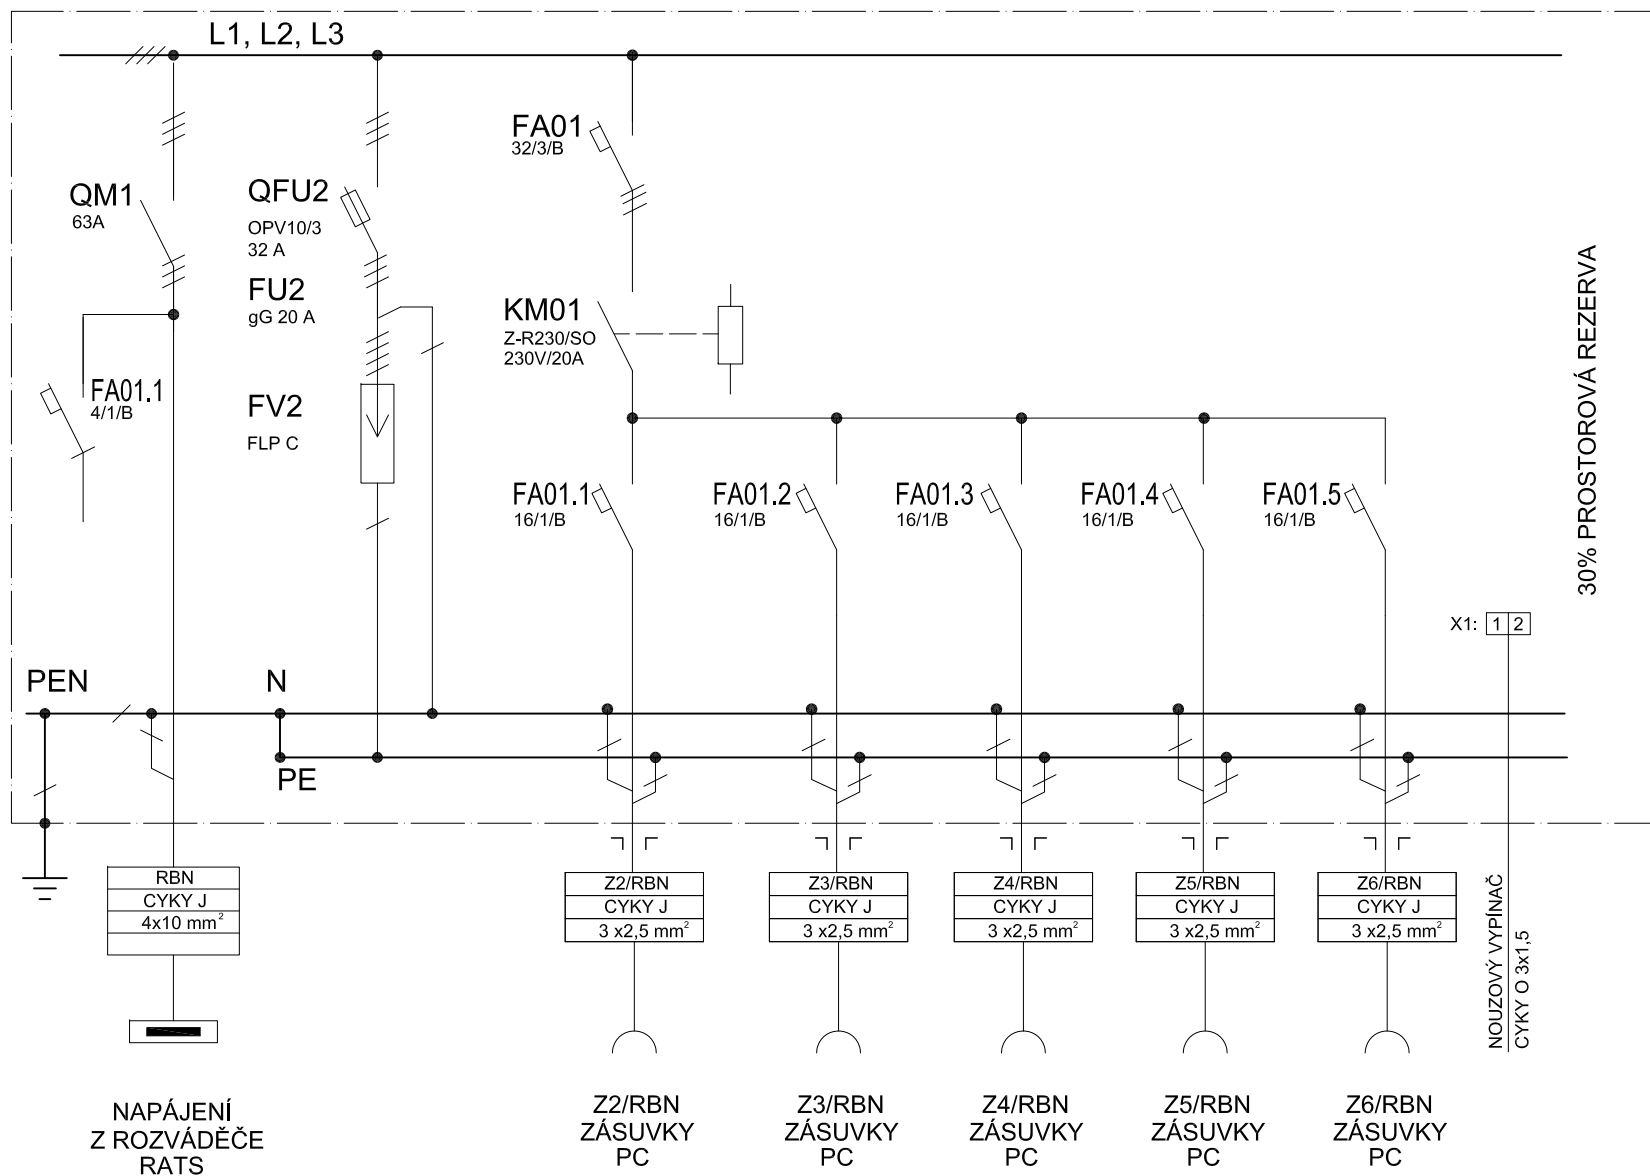 L1, L2, L3
QM1
63A
FA01.1
4/1/B
QFU2
OPV10/3
32 A
FU2
gG 20 A
FV2
FLP C
FA01
32/3/B
KM01
Z-R230/SO
230V/20A
FA01.1
16/1/B
FA01.2
16/1/B
FA01.3
16/1/B
FA01.4
16/1/B
FA01.5
16/1/B
30% PROSTOROVÁ REZERVA
X1: 1 2
PEN
N
PE
RBN
CYKY J
4x10 mm²
Z2/RBN
CYKY J
3 x2,5 mm²
Z3/RBN
CYKY J
3 x2,5 mm²
Z4/RBN
CYKY J
3 x2,5 mm²
Z5/RBN
CYKY J
3 x2,5 mm²
Z6/RBN
CYKY J
3 x2,5 mm²
NOUZOVÝ VYPÍNAČ
CYKY O 3x1,5
NAPÁJENÍ
Z ROZVÁDĚČE
RATS
Z2/RBN
ZÁSUVKY
PC
Z3/RBN
ZÁSUVKY
PC
Z4/RBN
ZÁSUVKY
PC
Z5/RBN
ZÁSUVKY
PC
Z6/RBN
ZÁSUVKY
PC